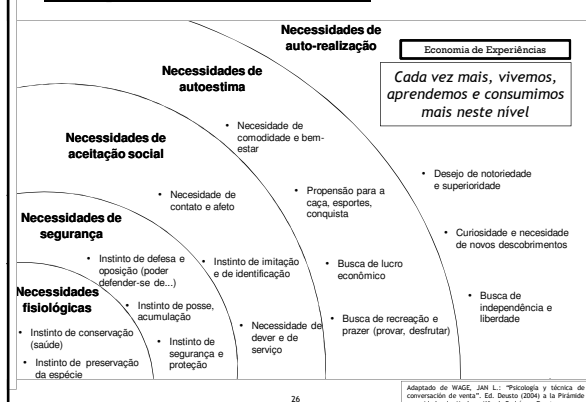 Necessidades de
auto-realização
Economia de Experiências
Cada vez mais, vivemos,
aprendemos e consumimos
mais neste nível
Necessidades de
autoestima
• Necesidade de
comodidade e bem-
estar
Necessidades de
aceitação social
• Desejo de notoriedade
e superioridade
• Necesidade de
contato e afeto
• Propensão para a
caça, esportes,
conquista
Necessidades de
segurança
• Curiosidade e necesidade
de novos descobrimentos
• Instinto de defesa e
oposição (poder
defender-se de...)
• Instinto de imitação
e de identificação
• Busca de lucro
econômico
Necessidades
fisiológicas
• Busca de
independência e
liberdade
• Instinto de posse,
acumulação
• Necessidade de
dever e de
serviço
• Busca de recreação e
prazer (provar, desfrutar)
• Instinto de conservação
(saúde)
• Instinto de
segurança e
proteção
• Instinto de preservação
da espécie
26
Adaptado de WAGE, JAN L.: "Psicología y técnica de
conversación de venta". Ed. Deusto (2004) a la Pirámide